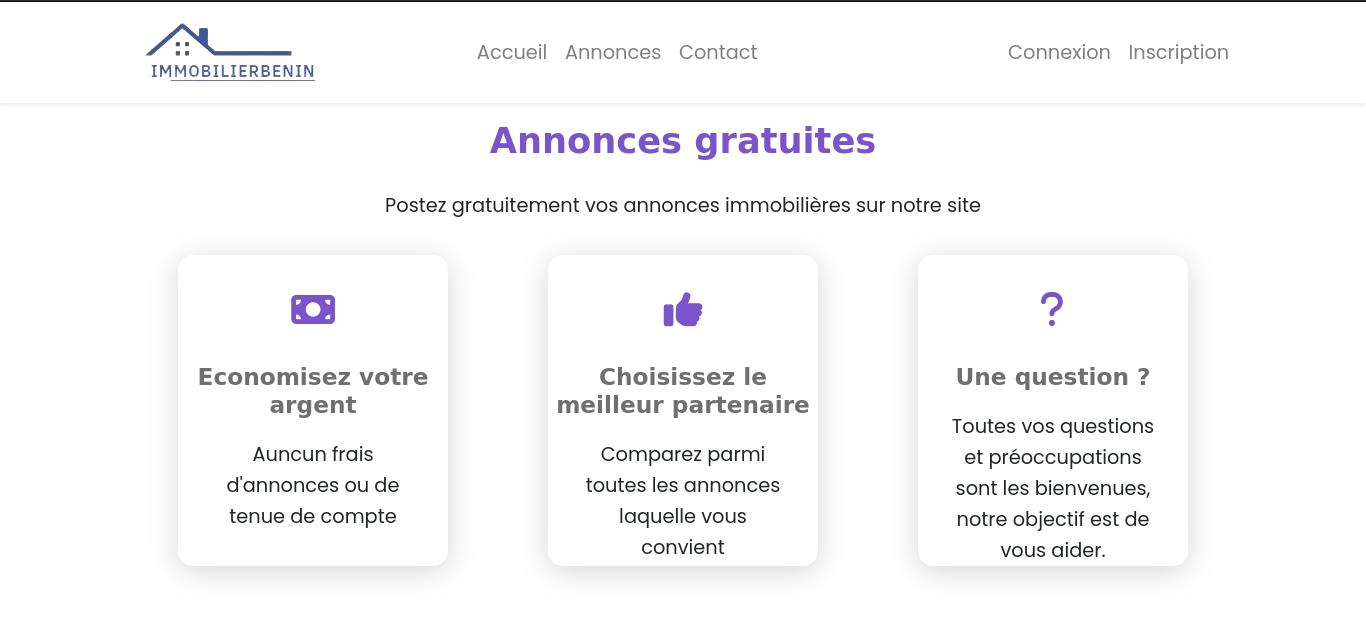 IMMOBILIERBENIN
Accueil Annonces Contact
Connexion Inscription
Annonces gratuites
Postez gratuitement vos annonces immobilières sur notre site
Economisez votre
argent
Auncun frais
d'annonces ou de
tenue de compte
Choisissez le
meilleur partenaire
Comparez parmi
toutes les annonces
laquelle vous
convient
?
Une question ?
Toutes vos questions
et préoccupations
sont les bienvenues,
notre objectif est de
vous aider.